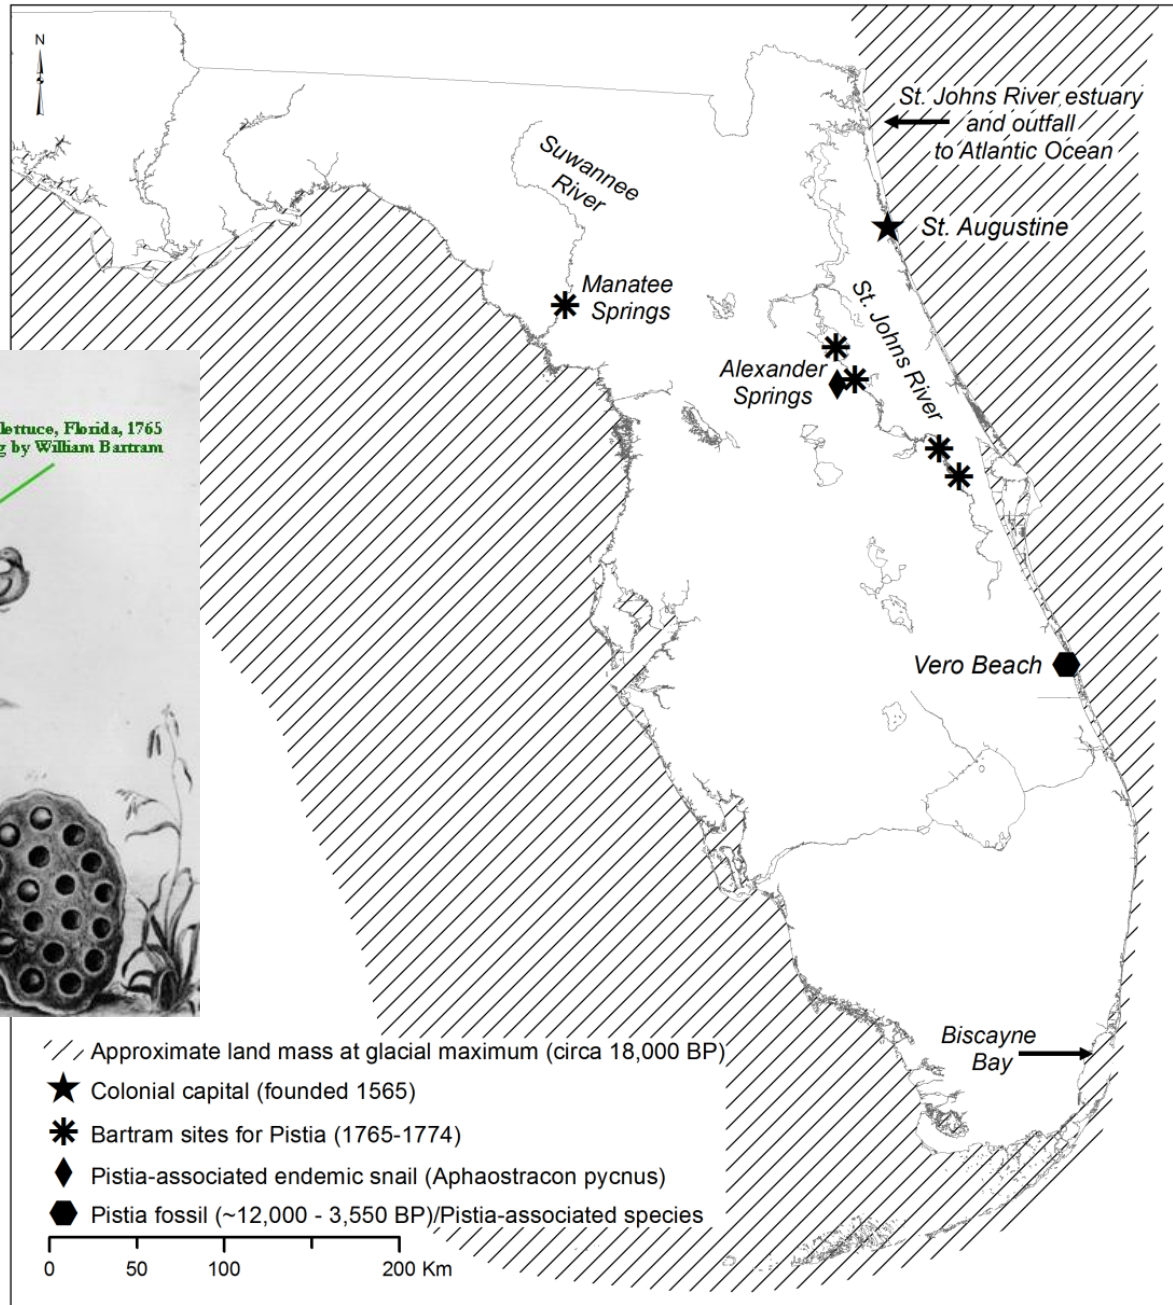 N
St. Johns River estuary
and outfall
to Atlantic Ocean
Suwannee
River
St. Augustine
Manatee
Springs
St. Johns River
Alexander
Springs
lettuce, Florida, 1765
by William Bartram
Vero Beach
Biscayne
Bay
Approximate land mass at glacial maximum (circa 18,000 BP)
Colonial capital (founded 1565)
Bartram sites for Pistia (1765-1774)
Pistia-associated endemic snail (Aphaostracon pycnus)
Pistia fossil (~12,000 - 3,550 BP)/Pistia-associated species
0 50 100 200 Km